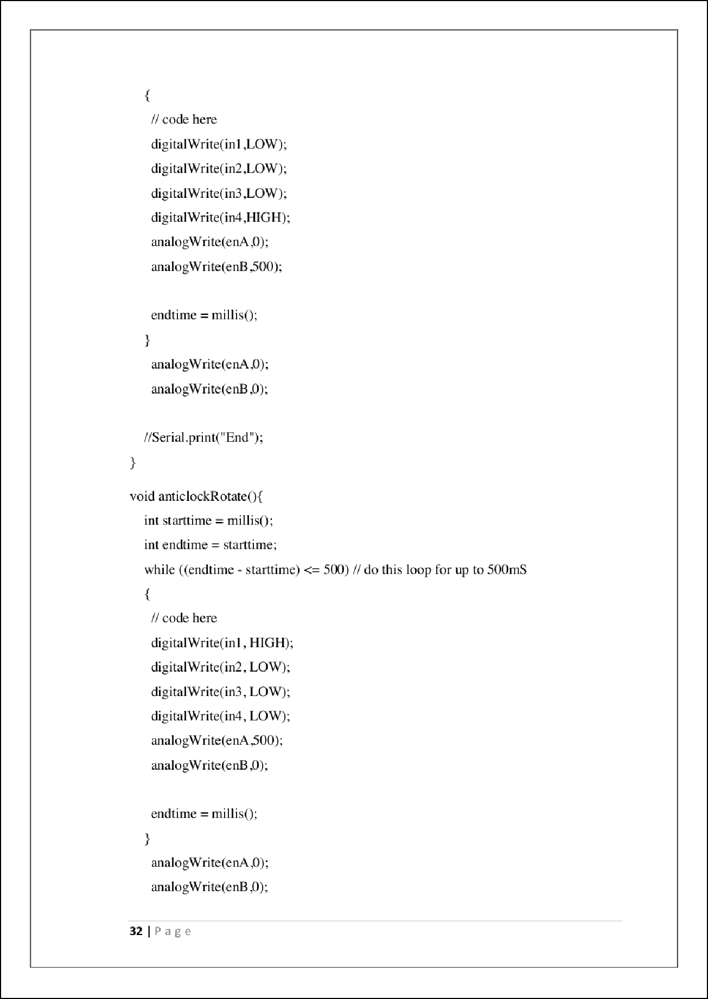 {
// code here
digitalWrite(in1,LOW);
digitalWrite(in2,LOW);
digitalWrite(in3,LOW);
digitalWrite(in4,HIGH);
analogWrite(enA,0);
analogWrite(enB,500);
endtime = millis();
}
analogWrite(enA,0);
analogWrite(enB,0);
//Serial.print("End");
}
void anticlockRotate(){
int starttime = millis();
int endtime = starttime;
while ((endtime - starttime) <= 500) // do this loop for up to 500mS
{
// code here
digitalWrite(in1, HIGH);
digitalWrite(in2, LOW);
digitalWrite(in3, LOW);
digitalWrite(in4, LOW);
analogWrite(enA,500);
analogWrite(enB,0);
endtime = millis();
}
analogWrite(enA,0);
analogWrite(enB,0);
32 | Page